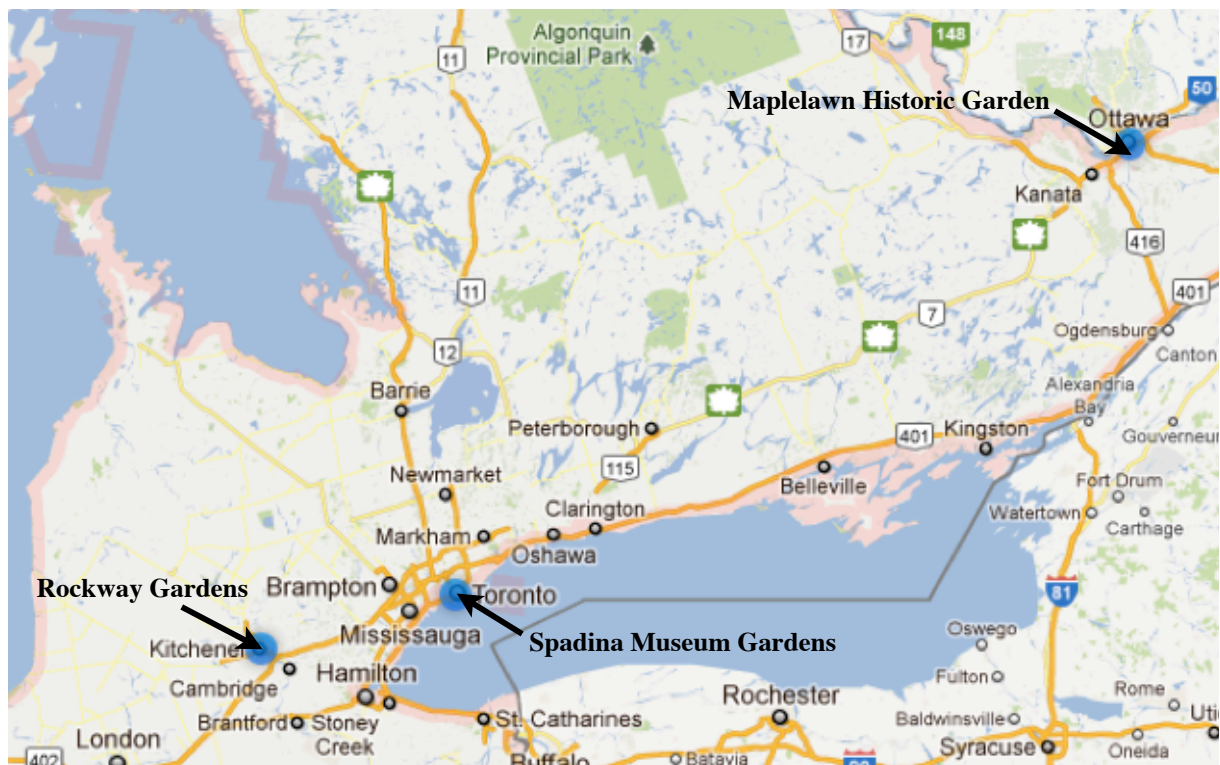 Algonquin
Provincial Park
11
17
148
50
Maplelawn Historic Garden
Ottawa
Kanata
416
11
401
7
12
Ogdensburg
Canton
Barrie
Alexandria
Bay
Peterborough
401
Kingston
Gouverneur
115
Newmarket
Belleville
Fort Drum
Clarington
Watertown
Carthage
Markham
Oshawa
Rockway Gardens
Brampton
Toronto
81
Mississauga
Spadina Museum Gardens
Oswego
Kitchener
Hamilton
Fulton
Cambridge
Rochester
Rome
Brantford
Stoney
Creek
St. Catharines
Baldwinsville
London
Syracuse
Oneida
402
Buffalo
Batavia